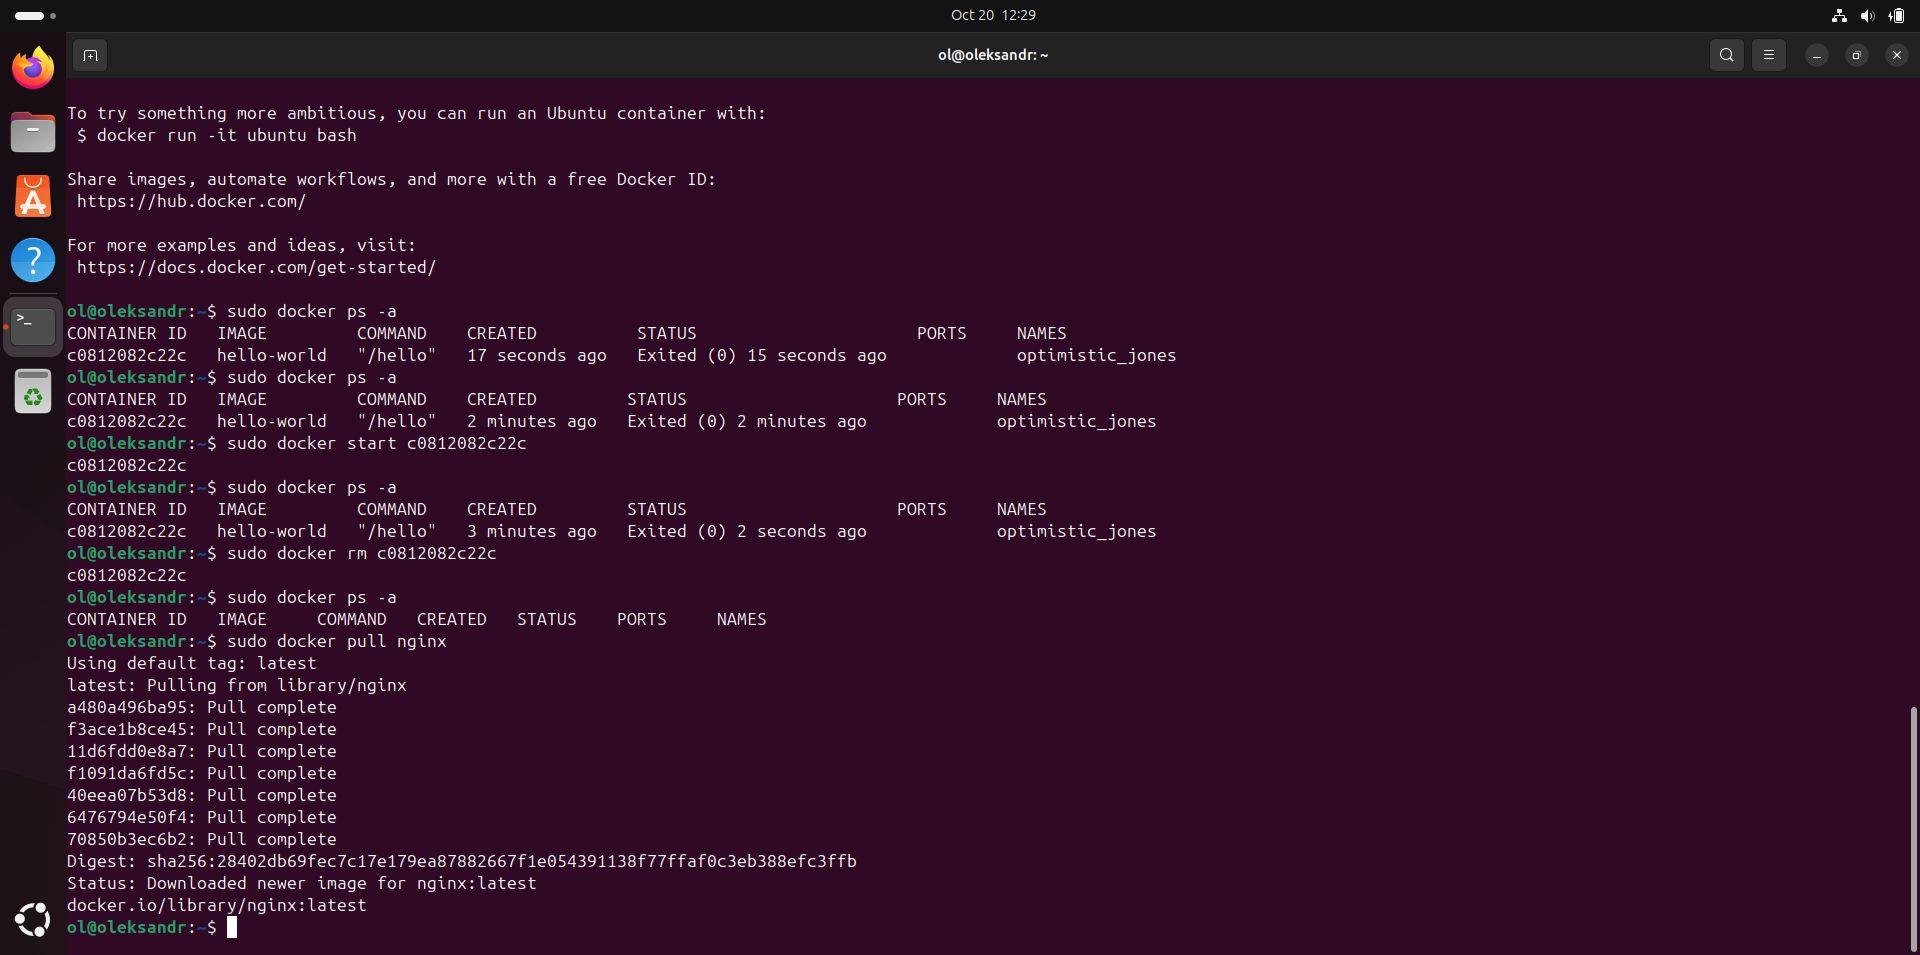 Oct 20 12:29
ol@oleksandr: ~
To try something more ambitious, you can run an Ubuntu container with:
 $ docker run -it ubuntu bash
Share images, automate workflows, and more with a free Docker ID:
 https://hub.docker.com/
For more examples and ideas, visit:
 https://docs.docker.com/get-started/
ol@oleksandr:~$ sudo docker ps -a
CONTAINER ID   IMAGE         COMMAND    CREATED          STATUS                      PORTS     NAMES
c0812082c22c   hello-world   "/hello"   17 seconds ago   Exited (0) 15 seconds ago             optimistic_jones
ol@oleksandr:~$ sudo docker ps -a
CONTAINER ID   IMAGE         COMMAND    CREATED         STATUS                     PORTS     NAMES
c0812082c22c   hello-world   "/hello"   2 minutes ago   Exited (0) 2 minutes ago             optimistic_jones
ol@oleksandr:~$ sudo docker start c0812082c22c
c0812082c22c
ol@oleksandr:~$ sudo docker ps -a
CONTAINER ID   IMAGE         COMMAND    CREATED         STATUS                     PORTS     NAMES
c0812082c22c   hello-world   "/hello"   3 minutes ago   Exited (0) 2 seconds ago             optimistic_jones
ol@oleksandr:~$ sudo docker rm c0812082c22c
c0812082c22c
ol@oleksandr:~$ sudo docker ps -a
CONTAINER ID   IMAGE     COMMAND   CREATED   STATUS    PORTS     NAMES
ol@oleksandr:~$ sudo docker pull nginx
Using default tag: latest
latest: Pulling from library/nginx
a480a496ba95: Pull complete
f3ace1b8ce45: Pull complete
11d6fdd0e8a7: Pull complete
f1091da6fd5c: Pull complete
40eea07b53d8: Pull complete
6476794e50f4: Pull complete
70850b3ec6b2: Pull complete
Digest: sha256:28402db69fec7c17e179ea87882667f1e054391138f77ffaf0c3eb388efc3ffb
Status: Downloaded newer image for nginx:latest
docker.io/library/nginx:latest
ol@oleksandr:~$